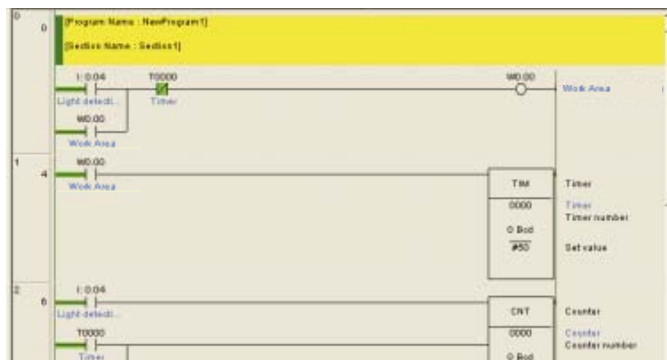 0
0
[Program Name : NewProgram1]
[Section Name : Section1]
I: 0.04
T0000
W0.00
Work Area
Light detecti...
Timer
W0.00
Work Area
1
4
W0.00
Work Area
TIM
Timer
0000
Timer
Timer number
0 Bcd
#50
Set value
2
6
I: 0.04
Light detecti...
CNT
Counter
T0000
Timer
0000
Counter
Counter number
0 Bcd